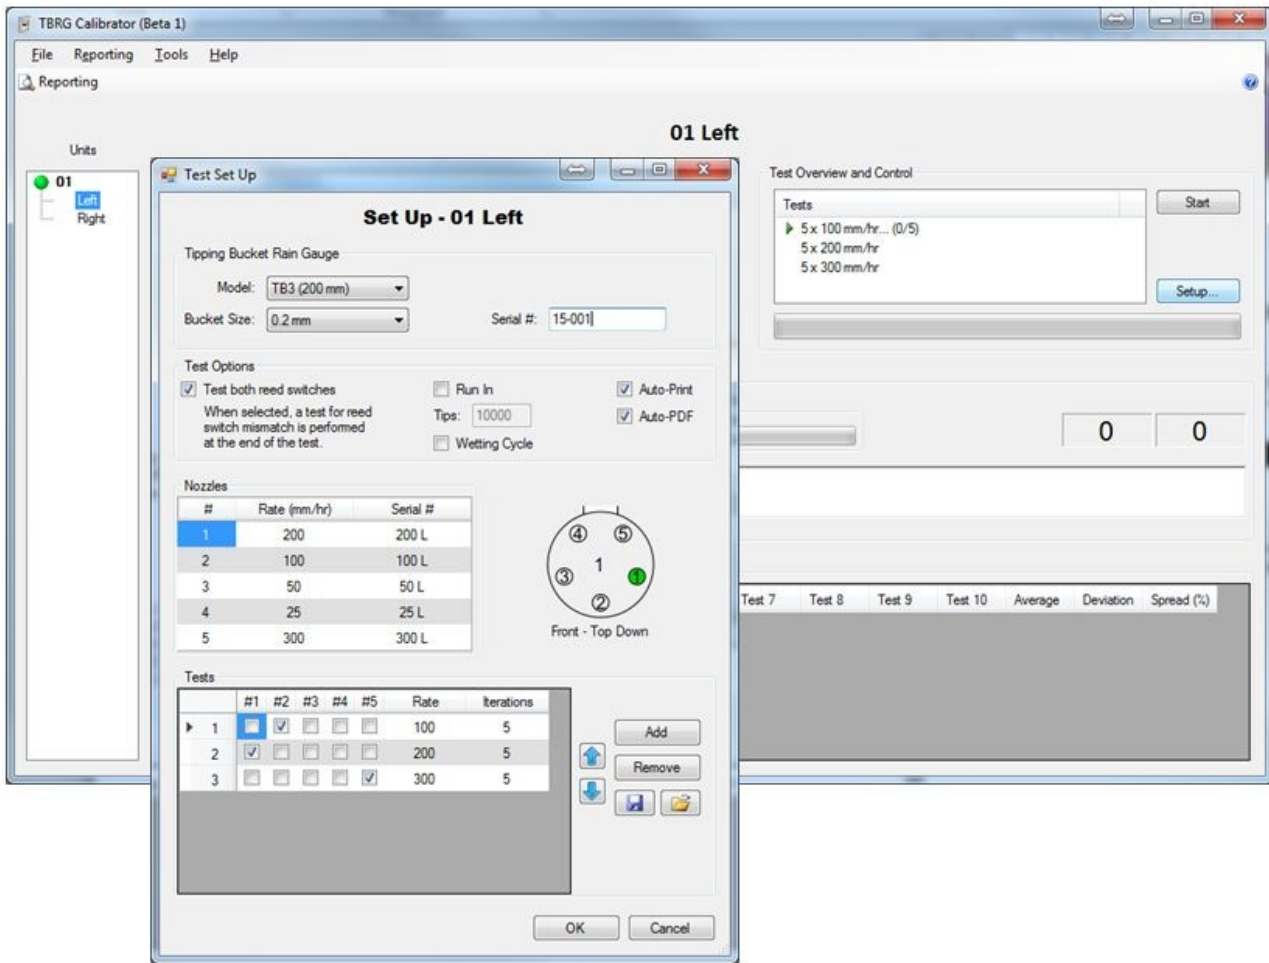 TBRG Calibrator (Beta 1)
File Reporting Tools Help
Reporting
01 Left
Units
01
Left
Right
Test Overview and Control
Tests
5 x 100 mm/hr... (0/5)
5 x 200 mm/hr
5 x 300 mm/hr
Start
Setup...
0 0
Test 7 Test 8 Test 9 Test 10 Average Deviation Spread (%)
Test Set Up
Set Up - 01 Left
Tipping Bucket Rain Gauge
Model: TB3 (200 mm)
Bucket Size: 0.2 mm Serial #: 15-001
Test Options
Test both reed switches Run In Auto-Print
When selected, a test for reed
switch mismatch is performed
at the end of the test.
Tips: 10000 Auto-PDF
Wetting Cycle
Nozzles
# Rate (mm/hr) Serial #
1 200 200 L
2 100 100 L
3 50 50 L
4 25 25 L
5 300 300 L
4 5
3 1 1
2
Front - Top Down
Tests
#1 #2 #3 #4 #5 Rate Iterations
1 100 5
2 200 5
3 300 5
Add
Remove
OK Cancel